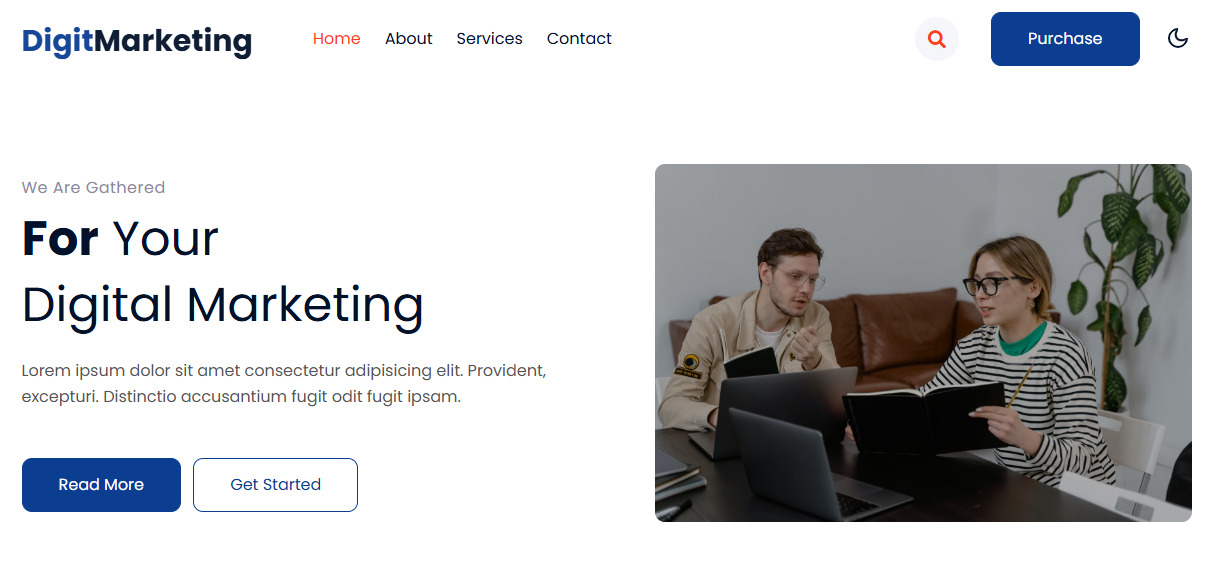 DigitMarketing
Home About Services Contact
Purchase
We Are Gathered
For Your
Digital Marketing
Lorem ipsum dolor sit amet consectetur adipisicing elit. Provident,
excepturi. Distinctio accusantium fugit odit fugit ipsam.
Read More
Get Started